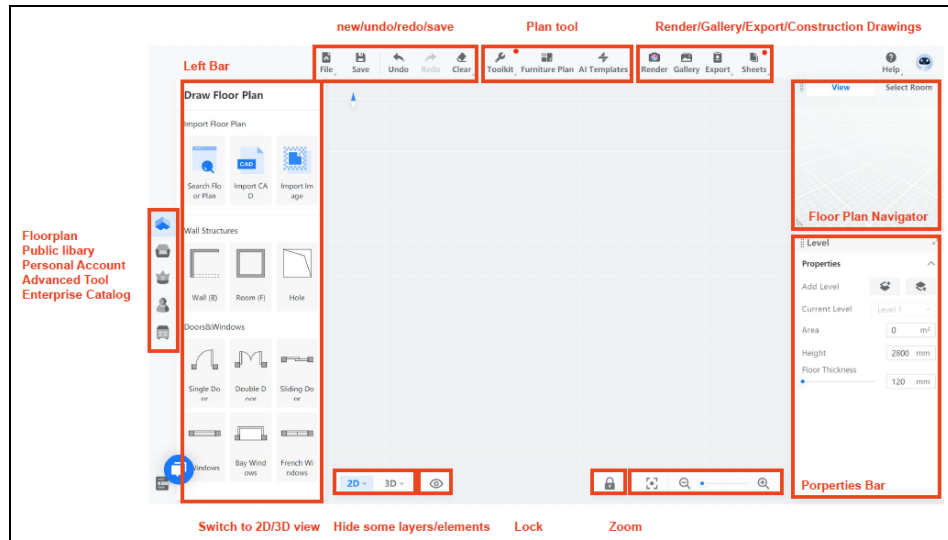 new/undo/redo/save
Plan tool
Render/Gallery/Export/Construction Drawings
Left Bar
File
Save
Undo
Redo
Clear
Toolkit
Furniture Plan
AI Templates
Render
Gallery
Export
Sheets
Help
Draw Floor Plan
Import Floor Plan
Search Flo
or Plan
Import CA
D
Import Im
age
Wall Structures
Wall (B)
Room (F)
Hole
Doors&Windows
Single Do
or
Double D
oor
Sliding Do
or
Windows
Bay Wind
ows
French Wi
ndows
CAD
Floorplan
Public libary
Personal Account
Advanced Tool
Enterprise Catalog
View
Select Room
Floor Plan Navigator
Level
Properties
Add Level
Current Level
Level 1
Area
0 m²
Height
2800 mm
Floor Thickness
120 mm
Porperties Bar
2D
3D
Switch to 2D/3D view
Hide some layers/elements
Lock
Zoom